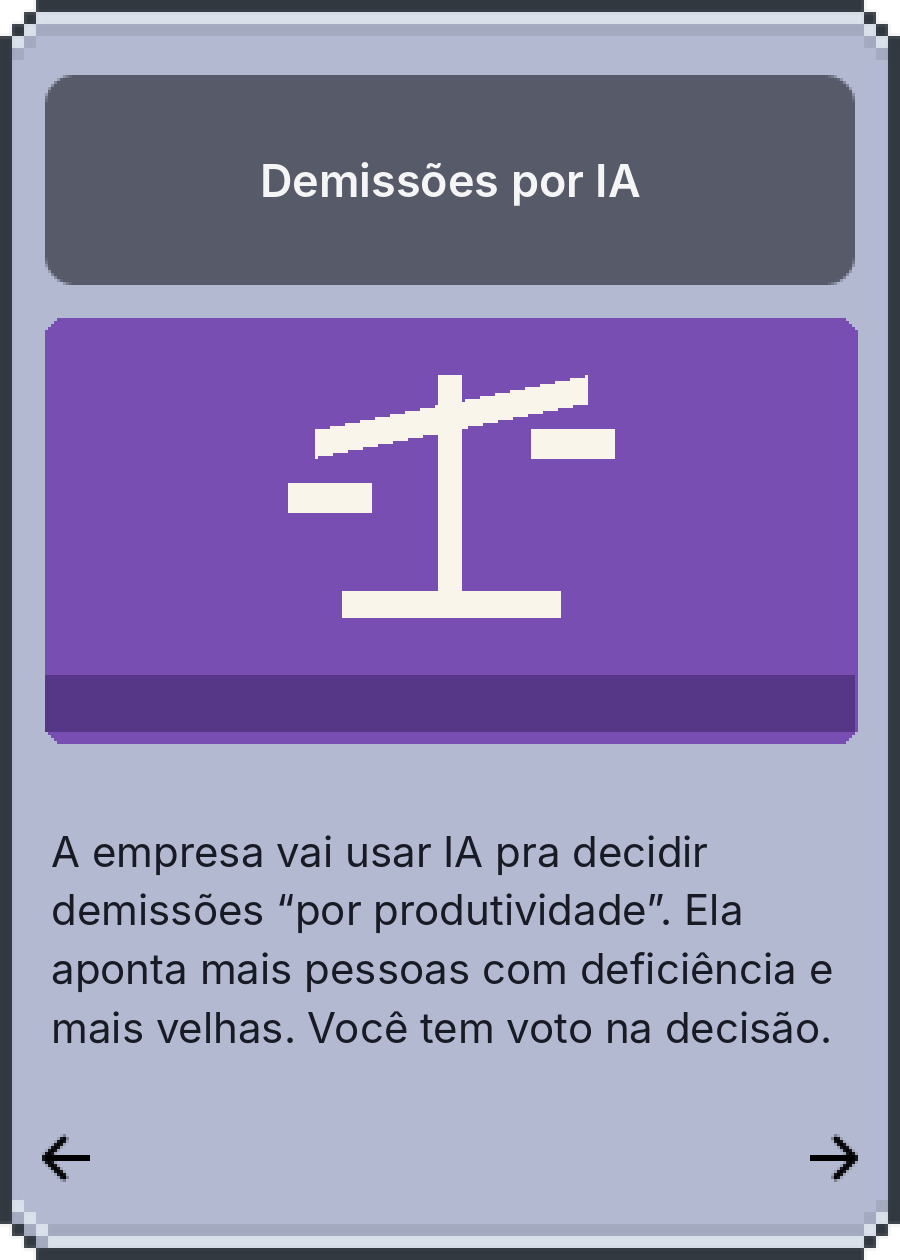 Demissões por IA
A empresa vai usar IA pra decidir
demissões “por produtividade”. Ela
aponta mais pessoas com deficiência e
mais velhas. Você tem voto na decisão.